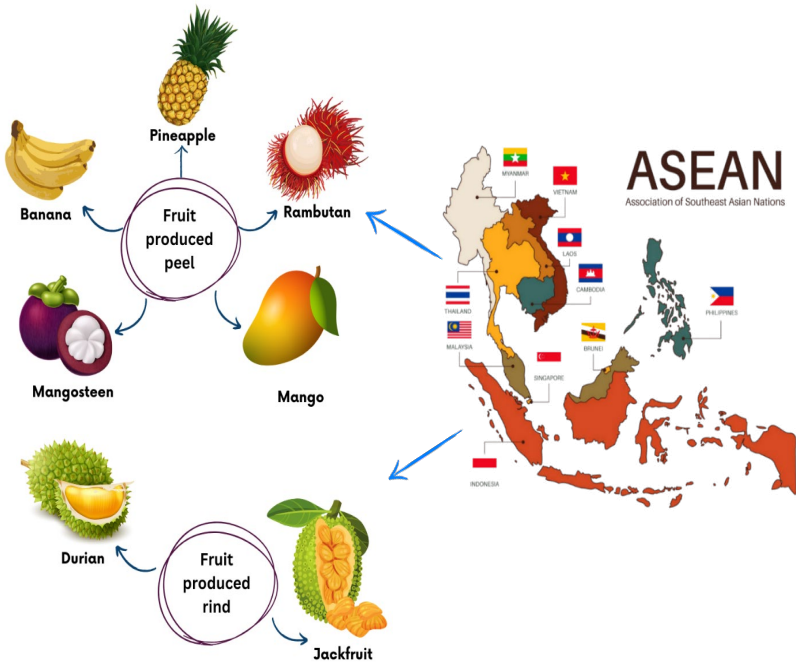 Pineapple
Banana
Rambutan
Fruit
produced
peel
Mangosteen
Mango
Durian
Fruit
produced
rind
Jackfruit
ASEAN
Association of Southeast Asian Nations
MYANMAR
VIETNAM
LAOS
CAMBODIA
THAILAND
PHILIPPINES
MALAYSIA
BRUNEI
SINGAPORE
INDONESIA